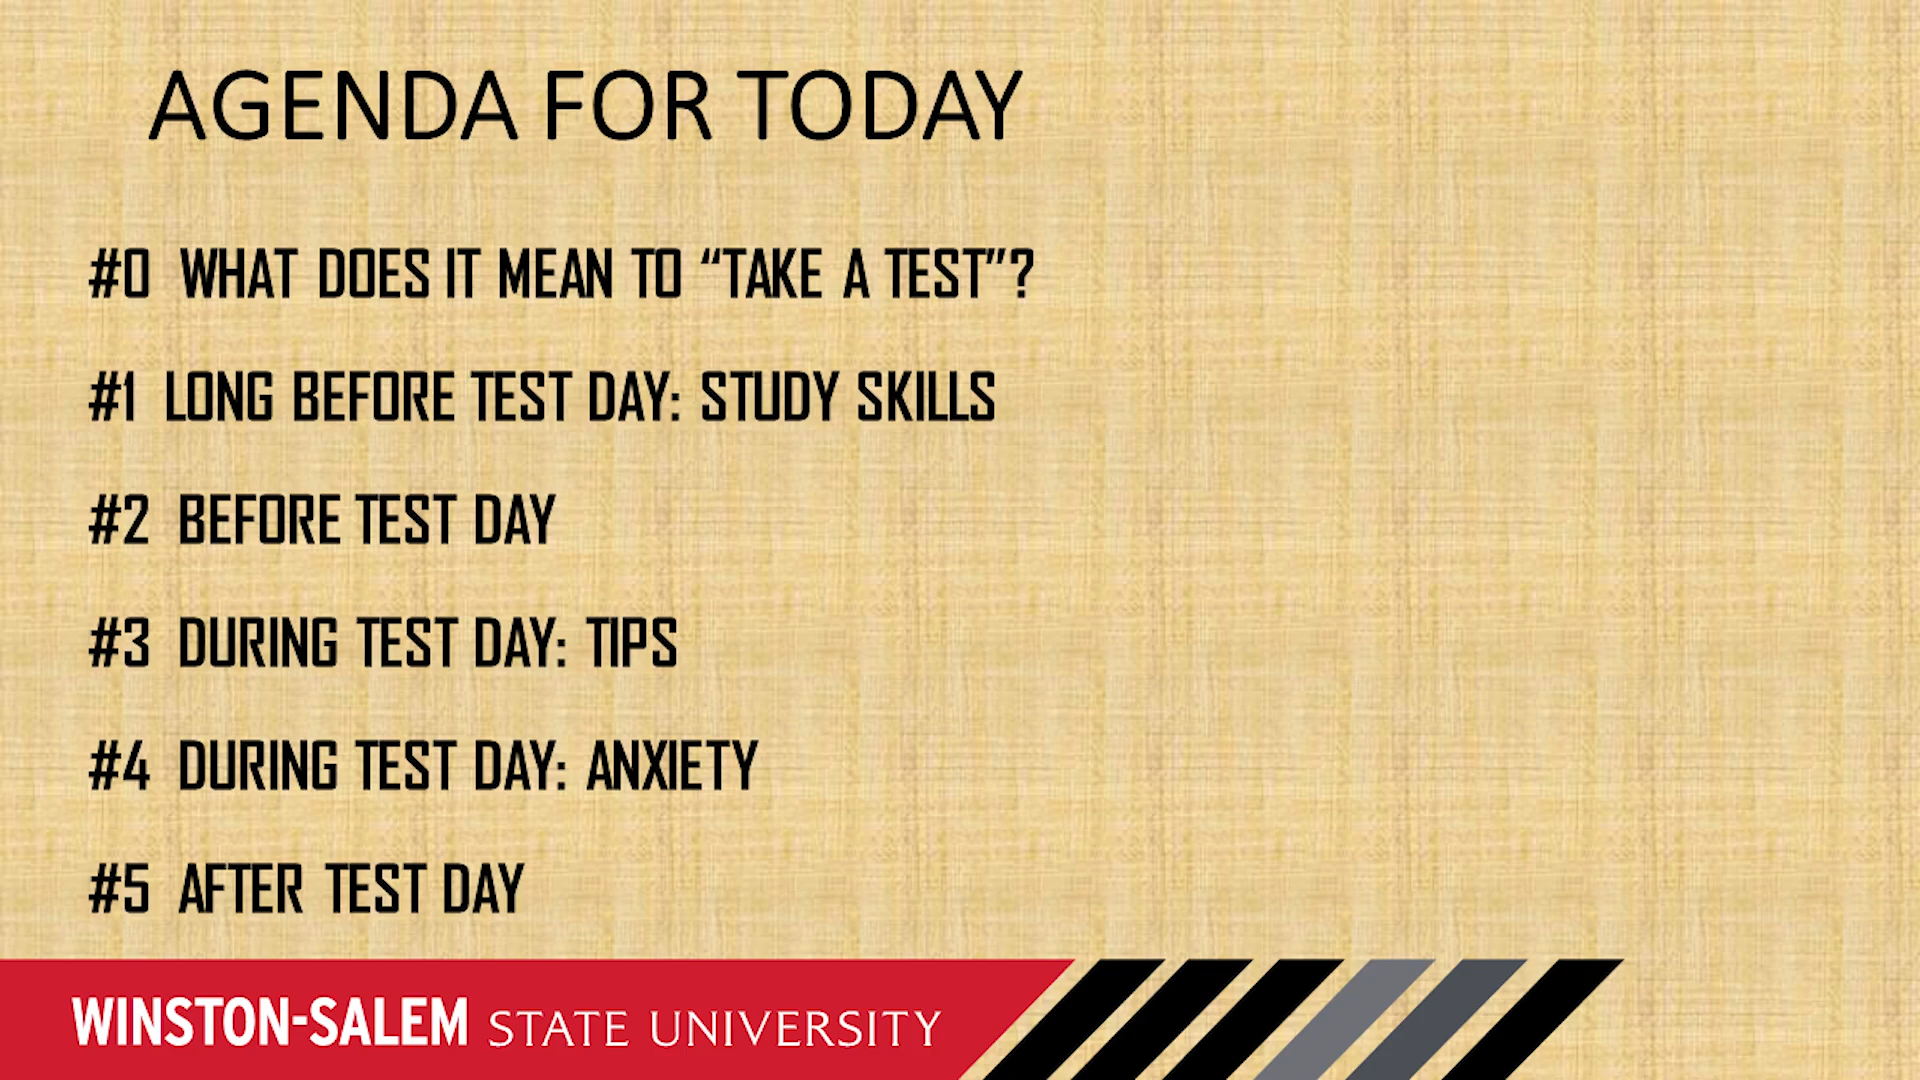 AGENDA FOR TODAY
#0 WHAT DOES IT MEAN TO “TAKE A TEST”?
#1 LONG BEFORE TEST DAY: STUDY SKILLS
#2 BEFORE TEST DAY
#3 DURING TEST DAY: TIPS
#4 DURING TEST DAY: ANXIETY
#5 AFTER TEST DAY
WINSTON-SALEM STATE UNIVERSITY